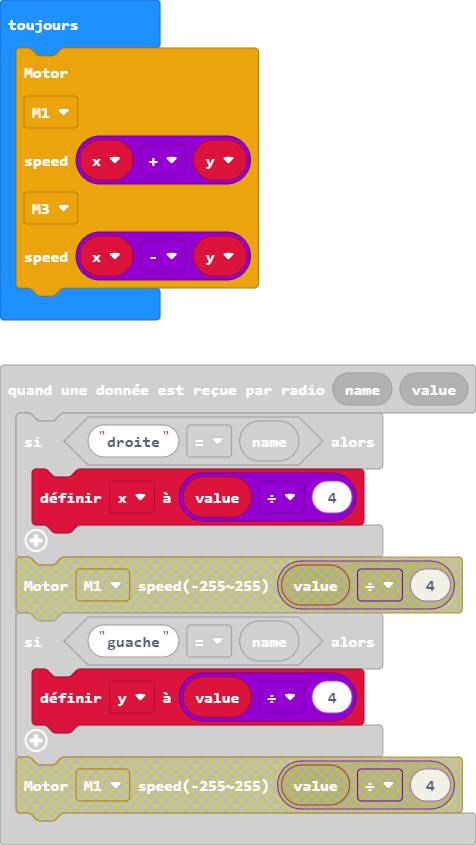 toujours
Motor
M1
speed x + y
M3
speed x - y
quand une donnée est reçue par radio name value
si "droite" = name alors
définir x à value ÷ 4
Motor M1 speed(-255~255) value ÷ 4
si "guache" = name alors
définir y à value ÷ 4
Motor M1 speed(-255~255) value ÷ 4